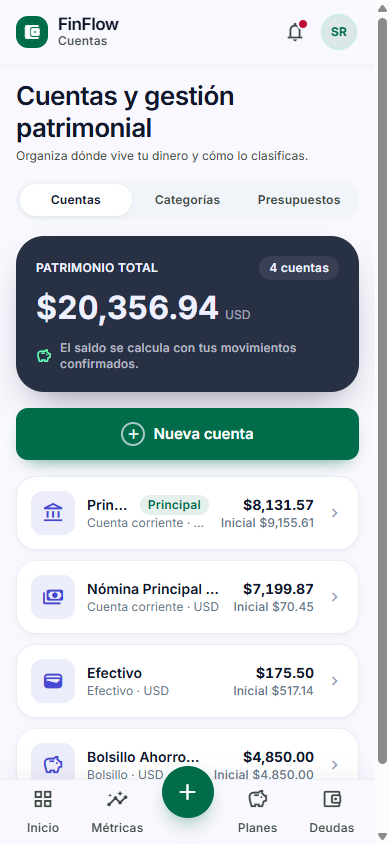 FinFlow
Cuentas
SR
Cuentas y gestión
patrimonial
Organiza dónde vive tu dinero y cómo lo clasificas.
Cuentas
Categorías
Presupuestos
PATRIMONIO TOTAL
4 cuentas
$20,356.94 USD
El saldo se calcula con tus movimientos
confirmados.
Nueva cuenta
Prin... Principal $8,131.57
Cuenta corriente · ... Inicial $9,155.61
Nómina Principal ... $7,199.87
Cuenta corriente · USD Inicial $70.45
Efectivo $175.50
Efectivo · USD Inicial $517.14
Bolsillo Ahorro... $4,850.00
Bolsillo · USD Inicial $4,850.00
Inicio
Métricas
Planes
Deudas